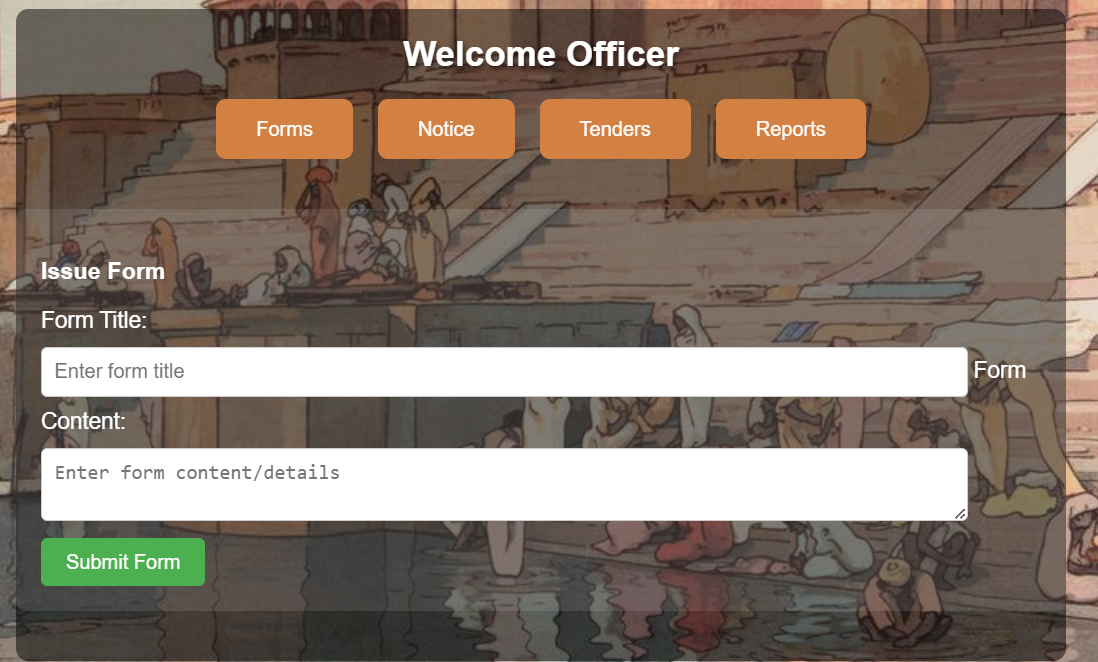 Welcome Officer
Forms Notice Tenders Reports
Issue Form
Form Title:
Enter form title Form
Content:
Enter form content/details
Submit Form